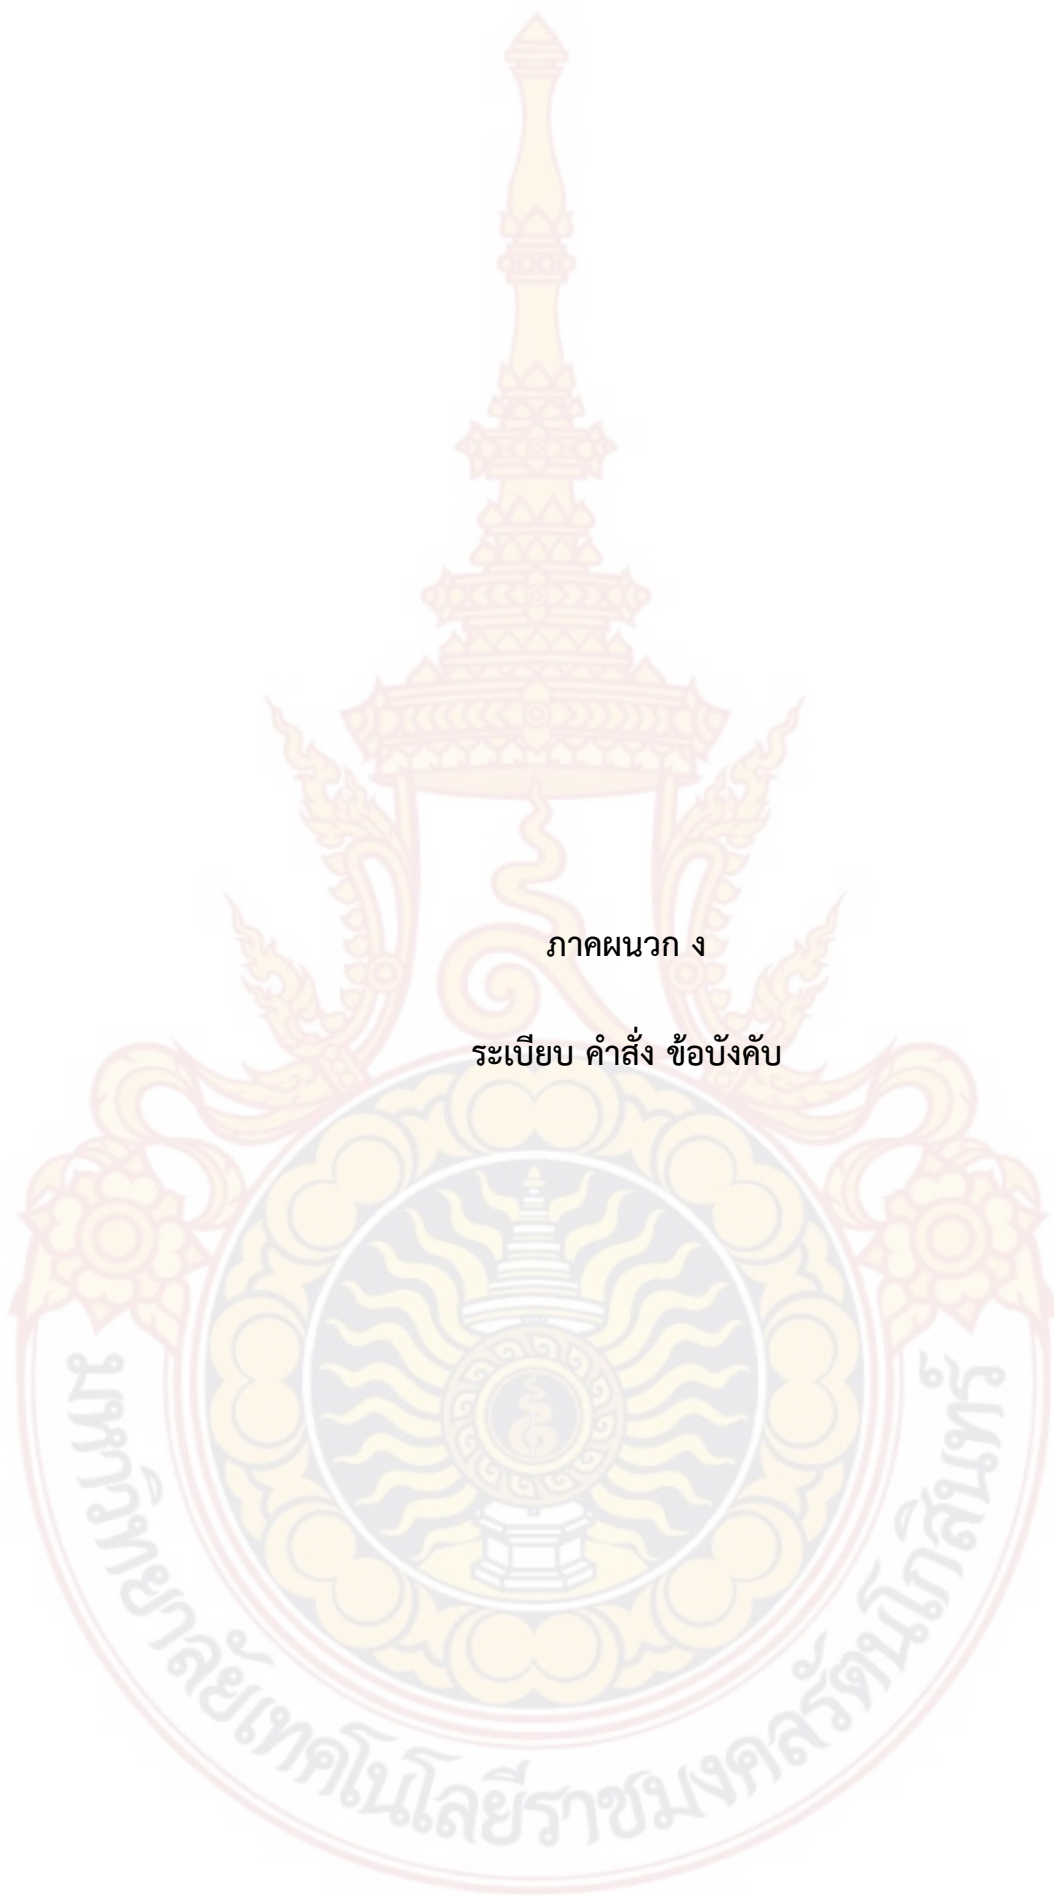 ภาคผนวก ง
ระเบียบ คำสั่ง ข้อบังคับ
มหาวิทยาลัยเทคโนโลยีราชมงคลรัตนโกสินทร์